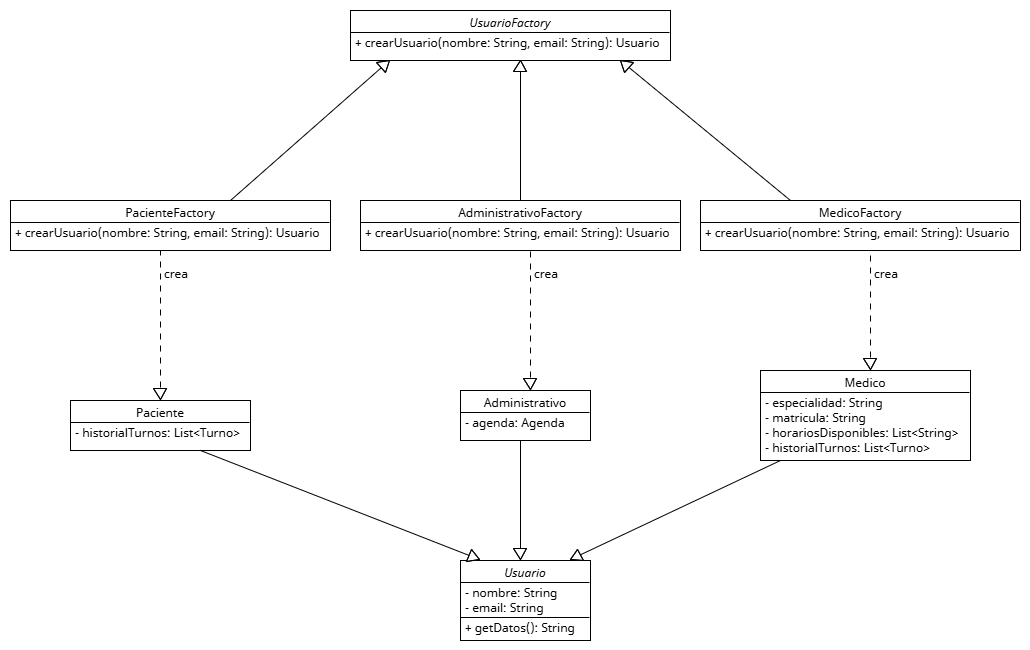 UsuarioFactory
+ crearUsuario(nombre: String, email: String): Usuario
PacienteFactory
+ crearUsuario(nombre: String, email: String): Usuario
AdministrativoFactory
+ crearUsuario(nombre: String, email: String): Usuario
MedicoFactory
+ crearUsuario(nombre: String, email: String): Usuario
crea
crea
crea
Paciente
- historialTurnos: List<Turno>
Administrativo
- agenda: Agenda
Medico
- especialidad: String
- matricula: String
- horariosDisponibles: List<String>
- historialTurnos: List<Turno>
Usuario
- nombre: String
- email: String
+ getDatos(): String